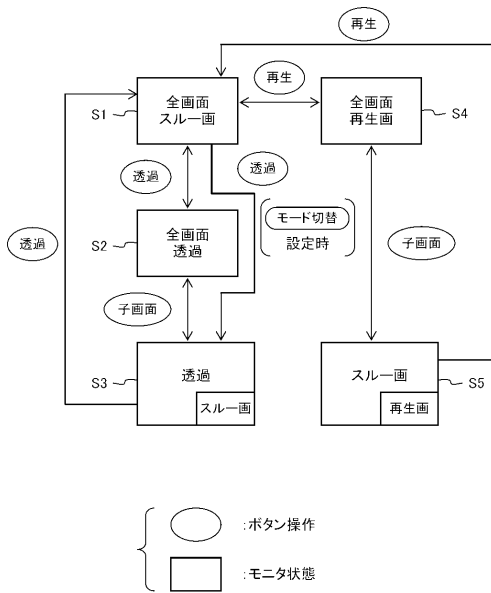 再生
再生
S1
全画面
スルー画
全画面
再生画
S4
透過
透過
モード切替
設定時
透過
S2
全画面
透過
子画面
子画面
S3
透過
スルー画
スルー画
再生画
S5
:ボタン操作
:モニタ状態